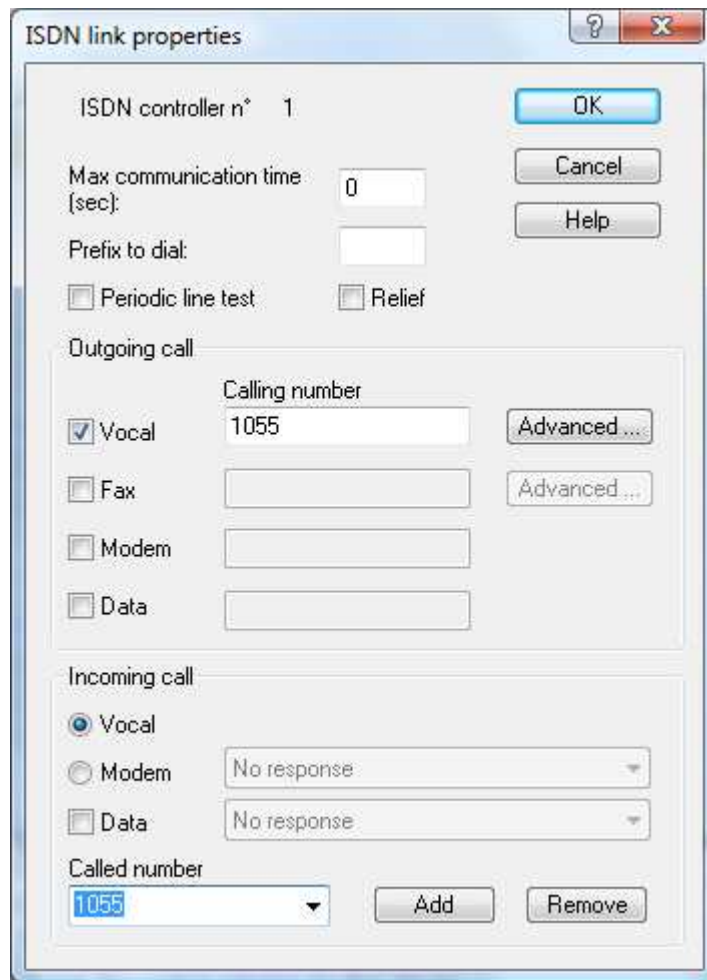 ISDN link properties
ISDN controller n° 1
OK
Max communication time
(sec):
0
Cancel
Prefix to dial:
Help
Periodic line test
Relief
Outgoing call
Calling number
Vocal
1055
Advanced ...
Fax
Advanced ...
Modem
Data
Incoming call
Vocal
Modem
No response
Data
No response
Called number
1055
Add
Remove